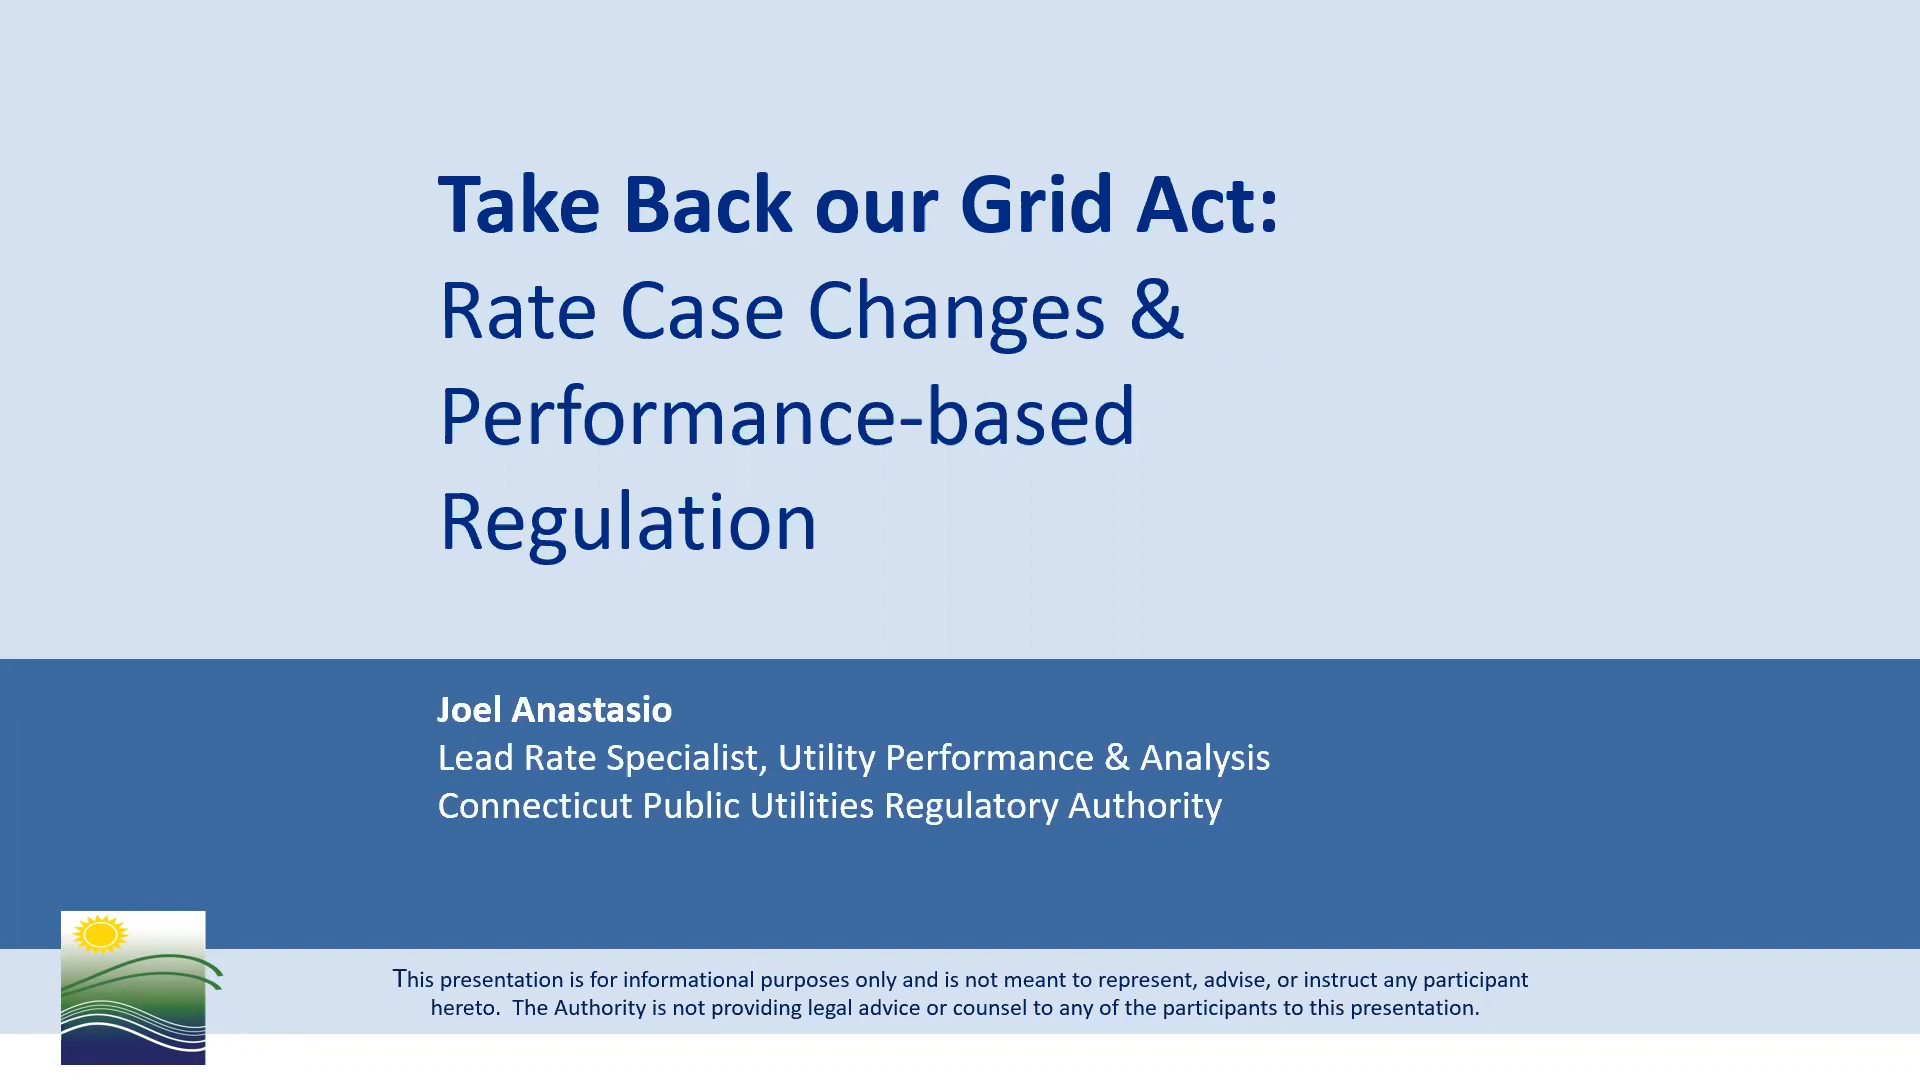 Take Back our Grid Act:
Rate Case Changes &
Performance-based
Regulation
Joel Anastasio
Lead Rate Specialist, Utility Performance & Analysis
Connecticut Public Utilities Regulatory Authority
This presentation is for informational purposes only and is not meant to represent, advise, or instruct any participant
hereto.  The Authority is not providing legal advice or counsel to any of the participants to this presentation.